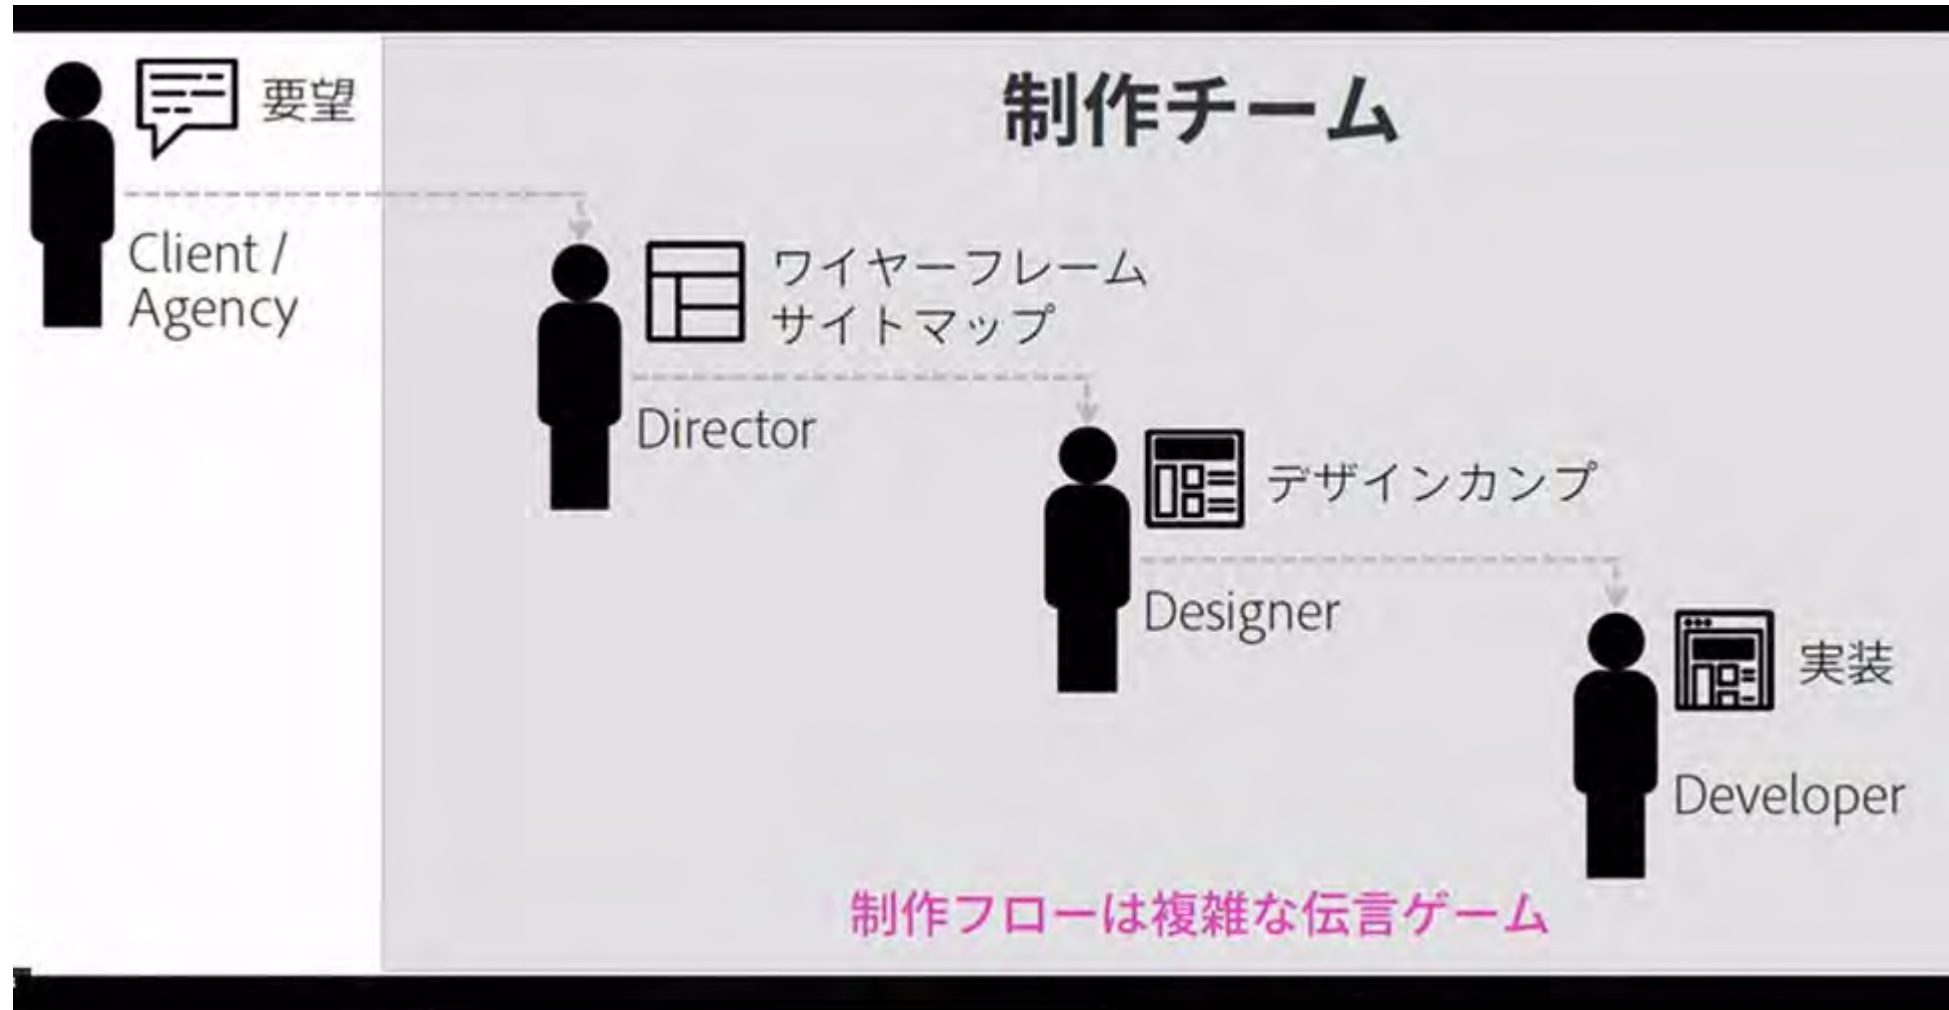 制作チーム
要望
Client /
Agency
ワイヤーフレーム
サイトマップ
Director
デザインカンプ
Designer
実装
Developer
制作フローは複雑な伝言ゲーム